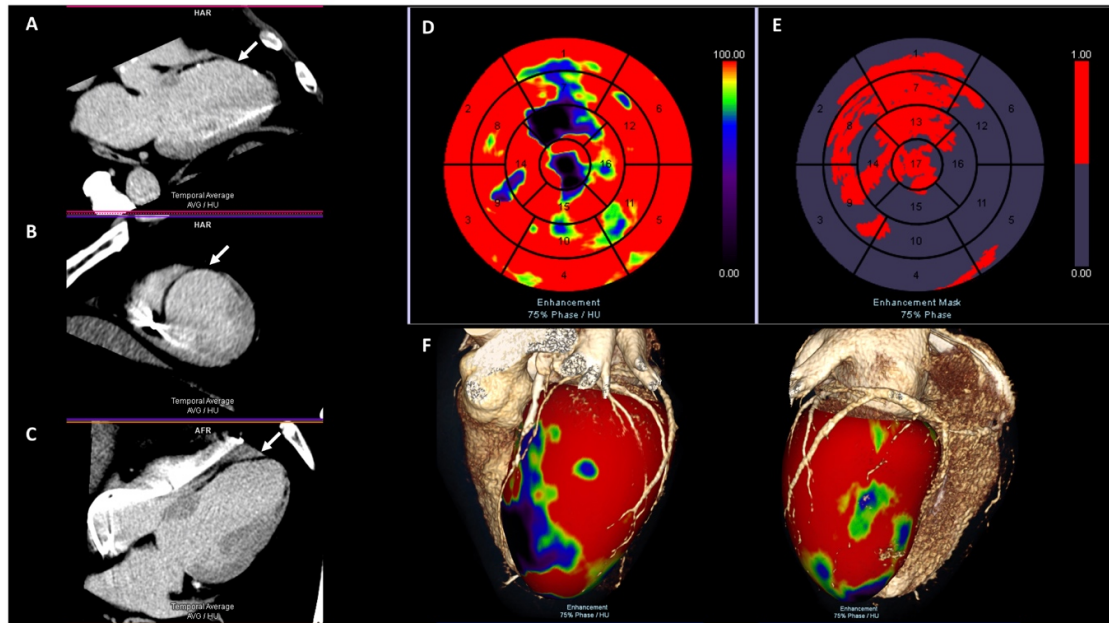 A
HAR
Temporal Average
AVG / HU
B
HAR
Temporal Average
AVG / HU
C
AFR
Temporal Average
AVG / HU
D
1
2
3
4
5
6
7
8
9
10
11
12
14
15
16
100.00
0.00
Enhancement
75% Phase / HU
E
1
2
3
4
5
6
7
8
9
10
11
12
13
14
15
16
17
1.00
0.00
Enhancement Mask
75% Phase
F
Enhancement
75% Phase / HU
Enhancement
75% Phase / HU